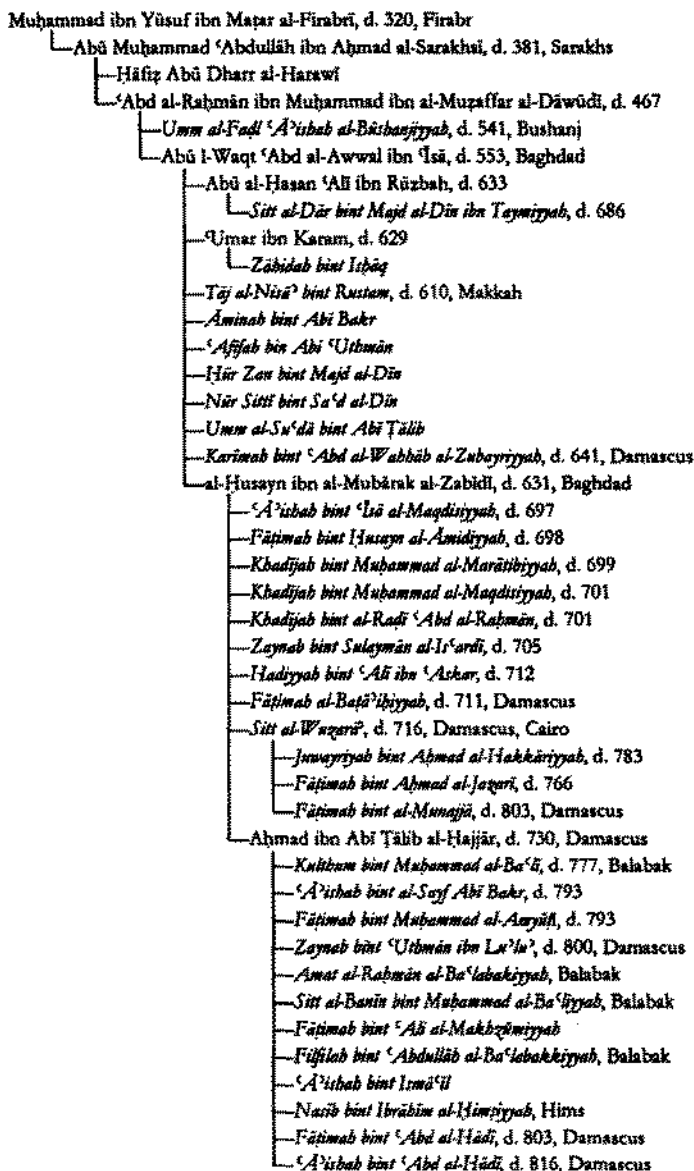 Muḥammad ibn Yūsuf ibn Maṭar al-Firabrī, d. 320, Firabr
Abū Muḥammad ʿAbdullāh ibn Aḥmad al-Sarakhsī, d. 381, Sarakhs
Ḥāfiẓ Abū Dharr al-Harawī
ʿAbd al-Raḥmān ibn Muḥammad ibn al-Muẓaffar al-Dāwūdī, d. 467
Umm al-Faḍl ʿĀʾishah al-Būshanjiyyah, d. 541, Bushanj
Abū l-Waqt ʿAbd al-Awwal ibn ʿĪsā, d. 553, Baghdad
Abū al-Ḥasan ʿAlī ibn Rūzbah, d. 633
Sitt al-Dār bint Majd al-Dīn ibn Taymiyyah, d. 686
ʿUmar ibn Karam, d. 629
Zāhidah bint Isḥāq
Tāj al-Nisāʾ bint Rustam, d. 610, Makkah
Āminah bint Abī Bakr
ʿAfīfah bin Abī ʿUthmān
Ḥūr Zan bint Majd al-Dīn
Nūr Sittī bint Saʿd al-Dīn
Umm al-Suʿdā bint Abī Ṭālib
Karīmah bint ʿAbd al-Wahhāb al-Zubayriyyah, d. 641, Damascus
al-Ḥusayn ibn al-Mubārak al-Zabīdī, d. 631, Baghdad
ʿĀʾishah bint ʿĪsā al-Maqdisiyyah, d. 697
Fāṭimah bint Ḥusayn al-Āmidiyyah, d. 698
Khadījah bint Muḥammad al-Marātibiyyah, d. 699
Khadījah bint Muḥammad al-Maqdisiyyah, d. 701
Khadījah bint al-Raḍī ʿAbd al-Raḥmān, d. 701
Zaynab bint Sulaymān al-Isʿardī, d. 705
Hadiyyah bint ʿAlī ibn ʿAskar, d. 712
Fāṭimah al-Baṭāʾiḥiyyah, d. 711, Damascus
Sitt al-Wuzarāʾ, d. 716, Damascus, Cairo
Juwayriyah bint Aḥmad al-Hakkāriyyah, d. 783
Fāṭimah bint Aḥmad al-Jazarī, d. 766
Fāṭimah bint al-Munajjā, d. 803, Damascus
Aḥmad ibn Abī Ṭālib al-Ḥajjār, d. 730, Damascus
Kulthum bint Muḥammad al-Baʿlī, d. 777, Balabak
ʿĀʾishah bint al-Sayf Abī Bakr, d. 793
Fāṭimah bint Muḥammad d. 793
Zaynab bint ʿUthmān ibn Luʾluʾ, d. 800, Damascus
Amat al-Raḥmān al-Baʿlabakiyyah, Balabak
Sitt al-Banīn bint Muḥammad al-Baʿliyyah, Balabak
Fāṭimah bint ʿAlī al-Makhzūmiyyah
Filfilah bint ʿAbdullāh al-Baʿlabakkiyyah, Balabak
ʿĀʾishah bint Ismāʿīl
Nasīb bint Ibrāhīm al-Ḥimṣiyyah, Hims
Fāṭimah bint ʿAbd al-Hādī, d. 803, Damascus
ʿĀʾishah bint ʿAbd al-Hādī, d. 816, Damascus